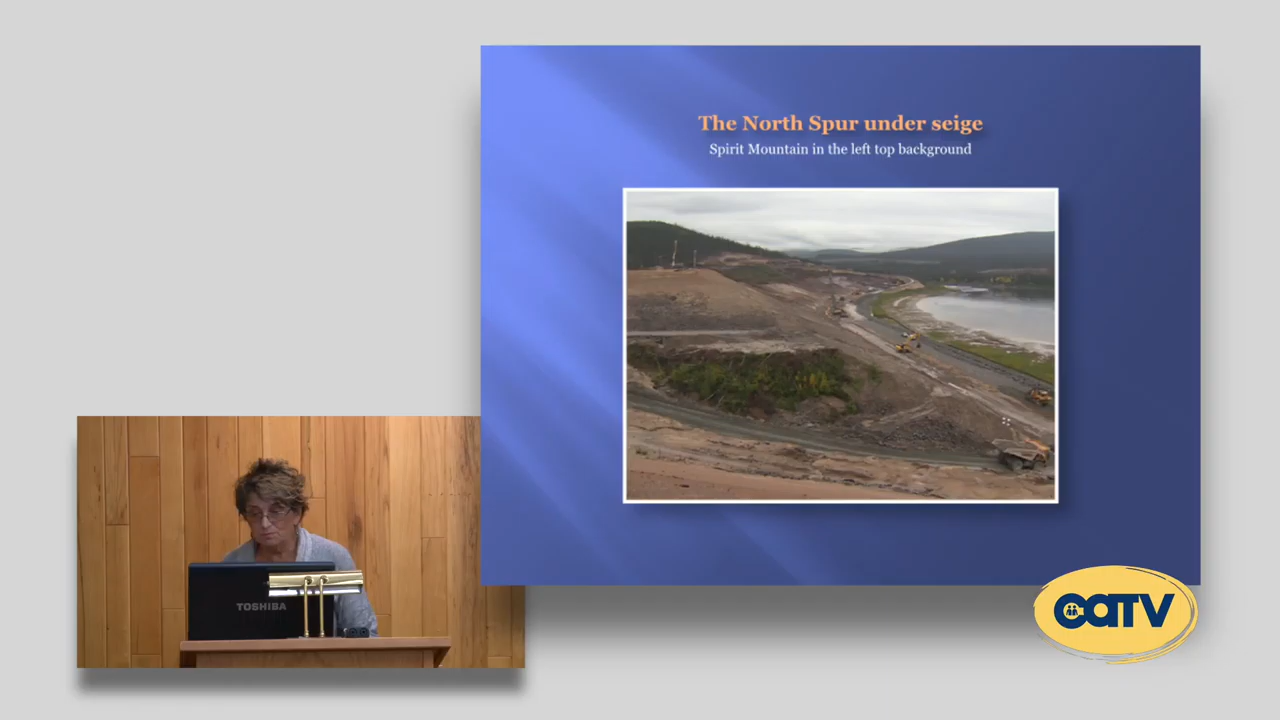 The North Spur under seige
Spirit Mountain in the left top background
TOSHIBA
CATV